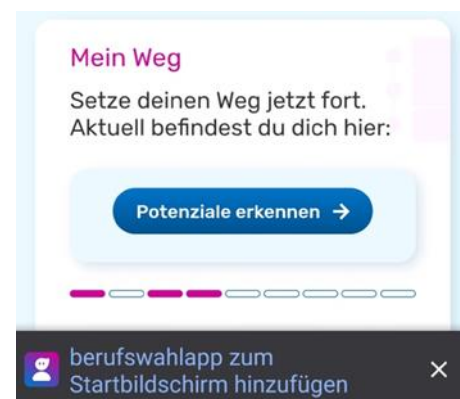 Mein Weg
Setze deinen Weg jetzt fort.
Aktuell befindest du dich hier:
Potenziale erkennen →
berufswahlapp zum
Startbildschirm hinzufügen